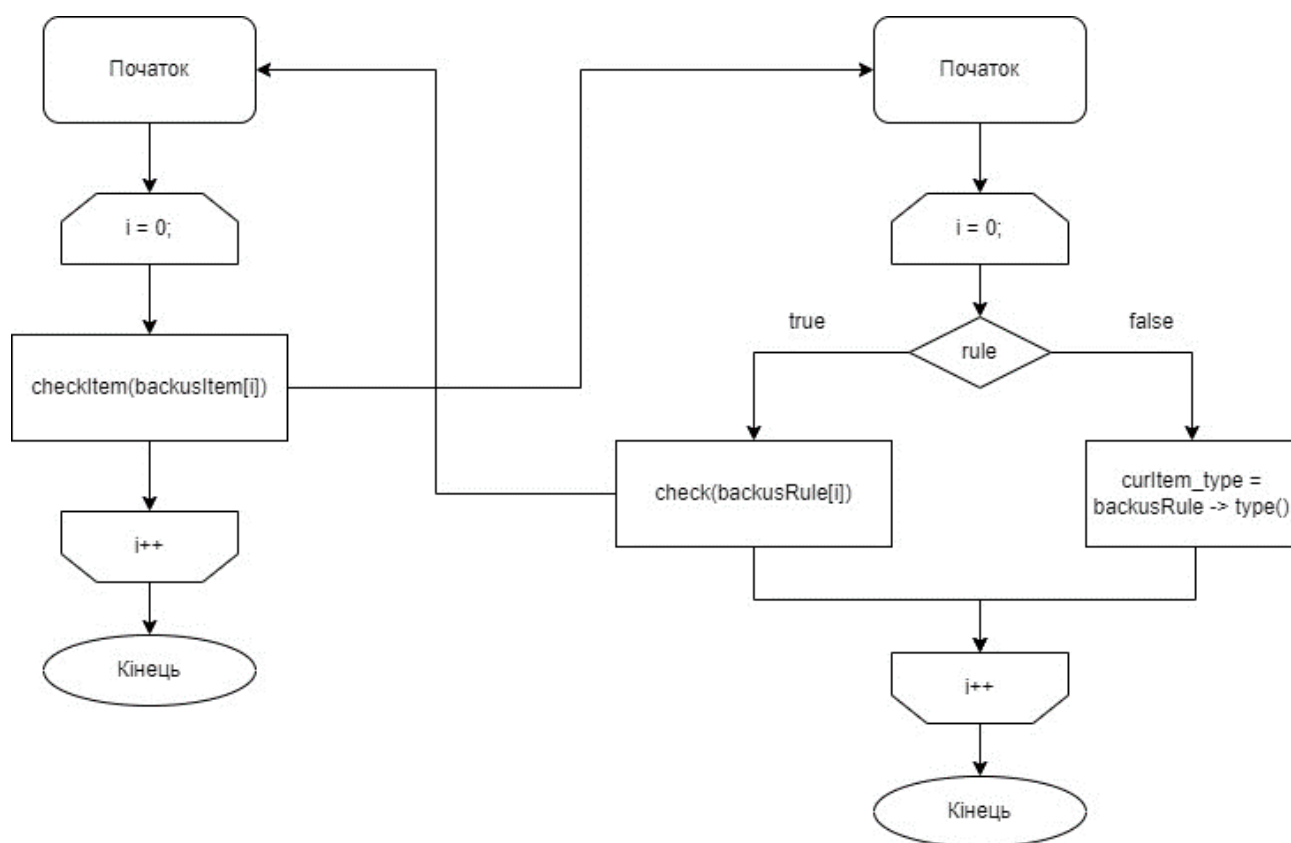 Початок
i = 0;
checkItem(backusItem[i])
i++
Кінець
Початок
i = 0;
true
false
rule
check(backusRule[i])
curItem_type =
backusRule -> type()
i++
Кінець